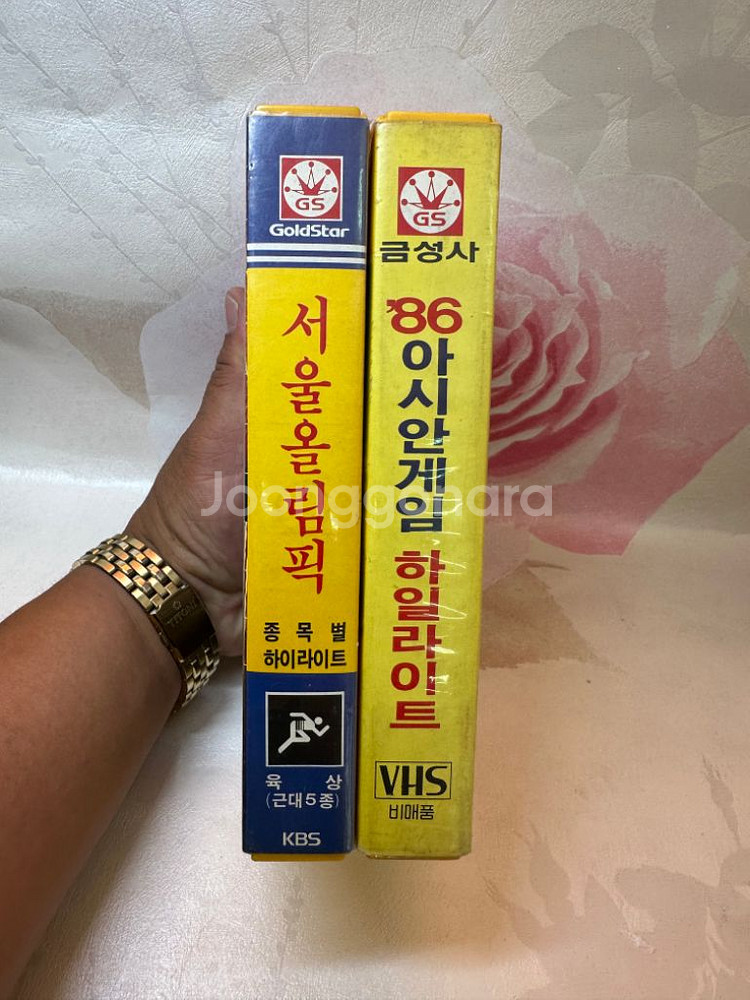 GS
GoldStar
서울올림픽
종목별
하이라이트
육 상
(근대5종)
KBS
GS
금성사
'86
아시안게임
하일라이트
VHS
비매품
Joonggonara
TITONI